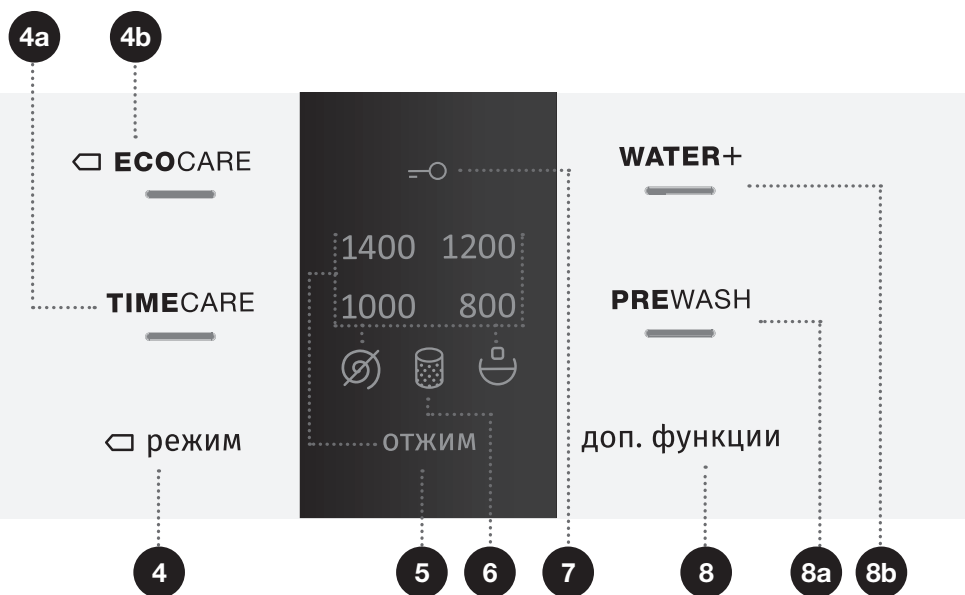 4a 4b
ECOCARE
WATER+
1400 1200
TIMECARE
1000 800
PREWASH
режим
отжим
доп. функции
4 5 6 7 8 8a 8b